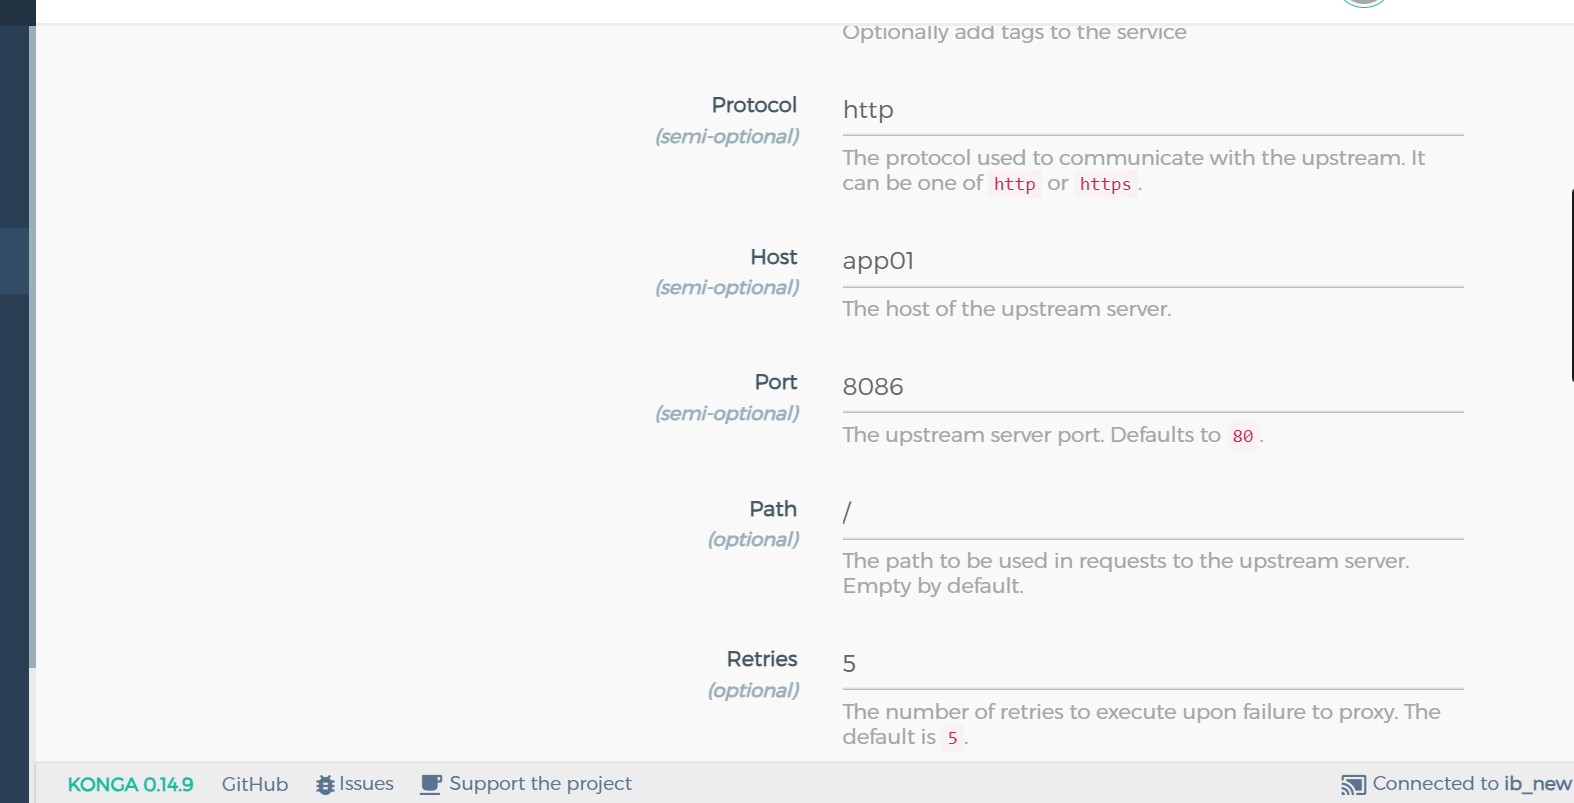 Optionally add tags to the service
Protocol
(semi-optional)
http
The protocol used to communicate with the upstream. It
can be one of http or https.
Host
(semi-optional)
app01
The host of the upstream server.
Port
(semi-optional)
8086
The upstream server port. Defaults to 80.
Path
(optional)
/
The path to be used in requests to the upstream server.
Empty by default.
Retries
(optional)
5
The number of retries to execute upon failure to proxy. The
default is 5.
KONGA 0.14.9 GitHub Issues Support the project Connected to ib_new